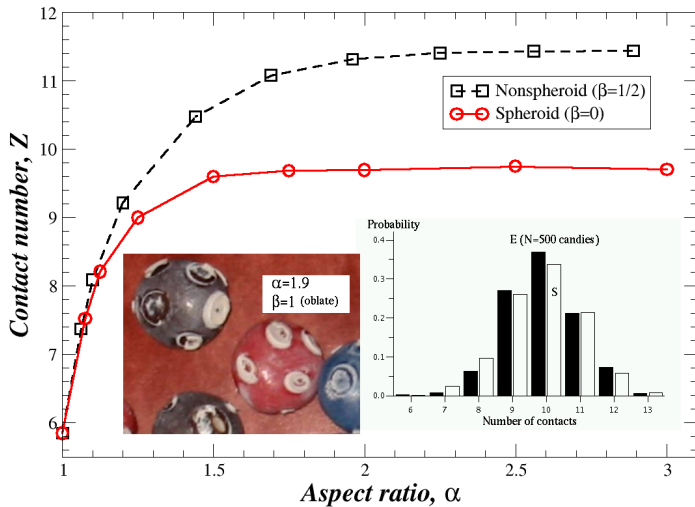 12
11
10
9
8
7
6
Contact number, Z
Nonspheroid (β=1/2)
Spheroid (β=0)
α=1.9
β=1 (oblate)
Probability
E (N=500 candies)
S
0.4
0.3
0.2
0.1
0.0
6 7 8 9 10 11 12 13
Number of contacts
1 1.5 2 2.5 3
Aspect ratio, α